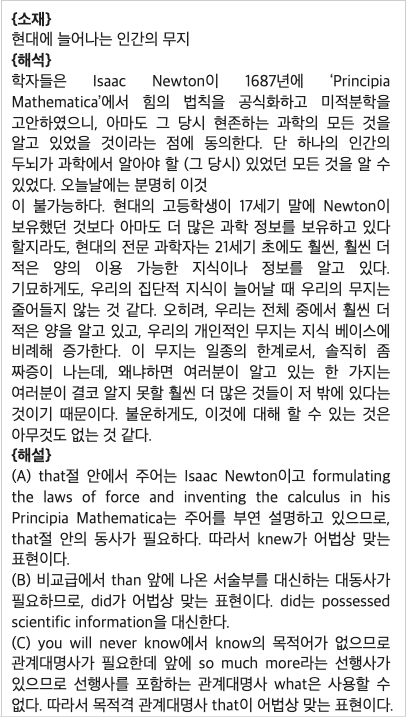 {소재}
현대에 늘어나는 인간의 무지
{해석}
학자들은 Isaac Newton이 1687년에 ‘Principia
Mathematica’에서 힘의 법칙을 공식화하고 미적분학을
고안하였으니, 아마도 그 당시 현존하는 과학의 모든 것을
알고 있었을 것이라는 점에 동의한다. 단 하나의 인간의
두뇌가 과학에서 알아야 할 (그 당시) 있었던 모든 것을 알 수
있었다. 오늘날에는 분명히 이것
이 불가능하다. 현대의 고등학생이 17세기 말에 Newton이
보유했던 것보다 아마도 더 많은 과학 정보를 보유하고 있다
할지라도, 현대의 전문 과학자는 21세기 초에도 훨씬, 훨씬 더
적은 양의 이용 가능한 지식이나 정보를 알고 있다.
기묘하게도, 우리의 집단적 지식이 늘어날 때 우리의 무지는
줄어들지 않는 것 같다. 오히려, 우리는 전체 중에서 훨씬 더
적은 양을 알고 있고, 우리의 개인적인 무지는 지식 베이스에
비례해 증가한다. 이 무지는 일종의 한계로서, 솔직히 좀
짜증이 나는데, 왜냐하면 여러분이 알고 있는 한 가지는
여러분이 결코 알지 못할 훨씬 더 많은 것들이 저 밖에 있다는
것이기 때문이다. 불운하게도, 이것에 대해 할 수 있는 것은
아무것도 없는 것 같다.
{해설}
(A) that절 안에서 주어는 Isaac Newton이고 formulating
the laws of force and inventing the calculus in his
Principia Mathematica는 주어를 부연 설명하고 있으므로,
that절 안의 동사가 필요하다. 따라서 knew가 어법상 맞는
표현이다.
(B) 비교급에서 than 앞에 나온 서술부를 대신하는 대동사가
필요하므로, did가 어법상 맞는 표현이다. did는 possessed
scientific information을 대신한다.
(C) you will never know에서 know의 목적어가 없으므로
관계대명사가 필요한데 앞에 so much more라는 선행사가
있으므로 선행사를 포함하는 관계대명사 what은 사용할 수
없다. 따라서 목적격 관계대명사 that이 어법상 맞는 표현이다.